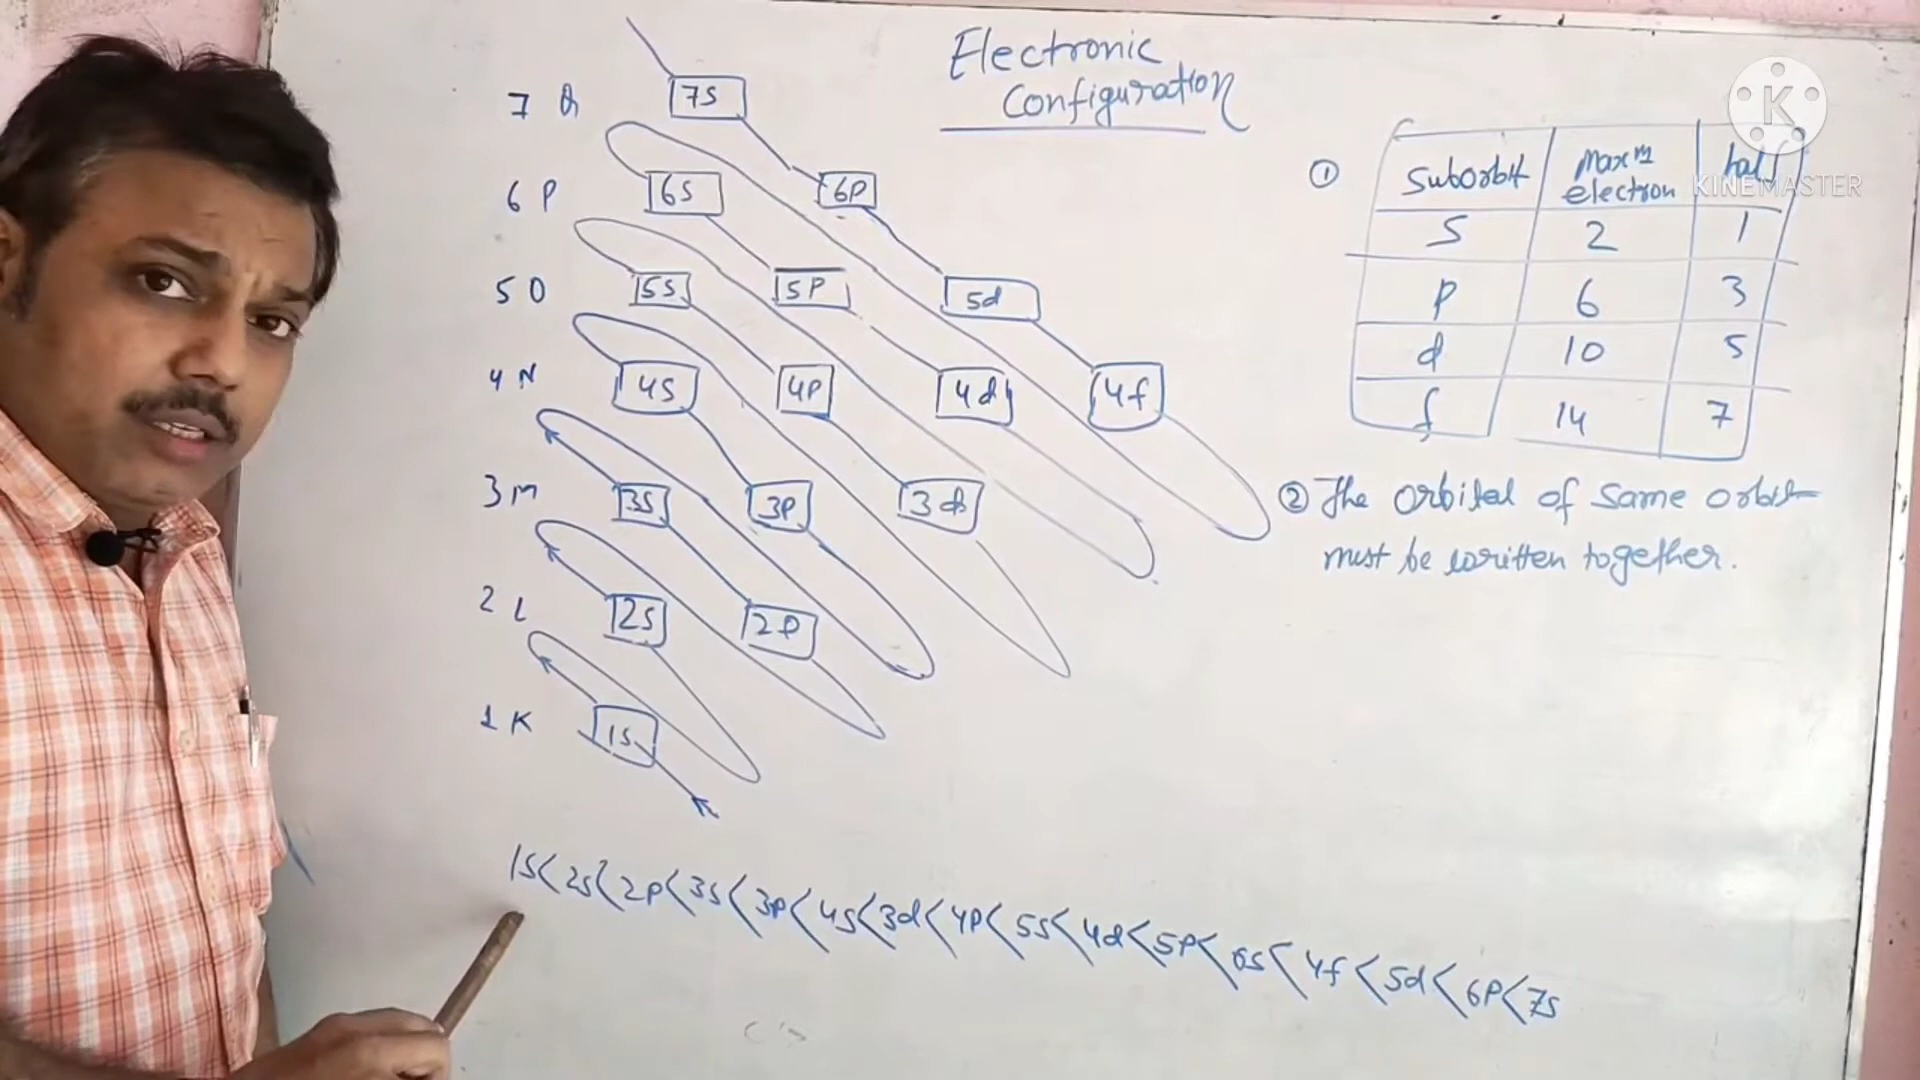 Electronic
Configuration
7 Q 7s
6 P 6s 6p
5 O 5s 5p 5d
4 N 4s 4p 4d 4f
3 M 3s 3p 3d
2 L 2s 2p
1 K 1s
1s<2s<2p<3s<3p<4s<3d<4p<5s<4d<5p<6s<4f<5d<6p<7s
① Suborbit Maxm electron half
s 2 1
p 6 3
d 10 5
f 14 7
② The orbital of same orbit
must be written together.
K
KINEMASTER